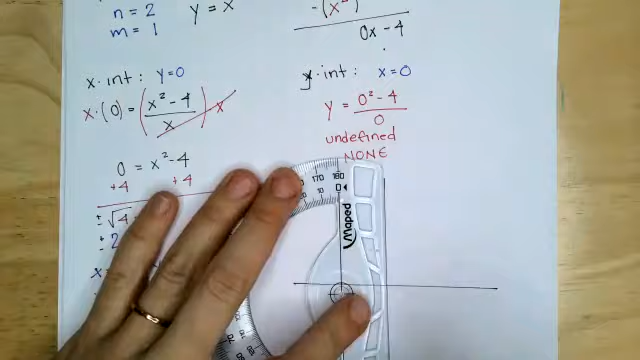 n = 2
m = 1
y = x
-(x²
0x - 4
x-int: y = 0
x·(0) = (x² - 4 / x) x
0 = x² - 4
+4 +4
± √4
± 2
x
y-int: x = 0
y = 0² - 4 / 0
undefined
NONE
170 180
10 0
Maped